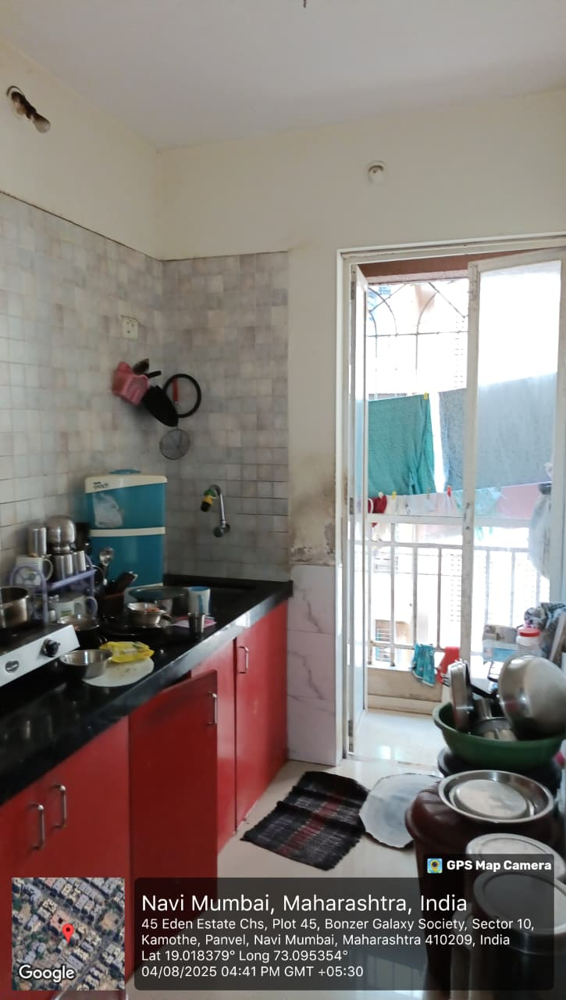 GPS Map Camera
Navi Mumbai, Maharashtra, India
45 Eden Estate Chs, Plot 45, Bonzer Galaxy Society, Sector 10,
Kamothe, Panvel, Navi Mumbai, Maharashtra 410209, India
Lat 19.018379° Long 73.095354°
04/08/2025 04:41 PM GMT +05:30
Google